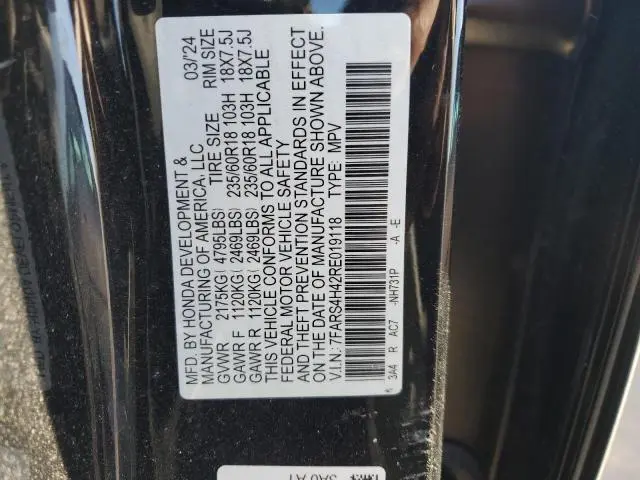 MFD. BY HONDA DEVELOPMENT & 03/'24
MANUFACTURING OF AMERICA, LLC
TIRE SIZE RIM SIZE
GVWR 2175KG( 4795LBS)
GAWR F 1120KG( 2469LBS) 235/60R18 103H 18X7.5J
GAWR R 1120KG( 2469LBS) 235/60R18 103H 18X7.5J
THIS VEHICLE CONFORMS TO ALL APPLICABLE
FEDERAL MOTOR VEHICLE SAFETY
AND THEFT PREVENTION STANDARDS IN EFFECT
ON THE DATE OF MANUFACTURE SHOWN ABOVE.
V.I.N.: 7FARS4H42RE019118 TYPE: MPV
3A4 R AC7 -NH731P -A -E